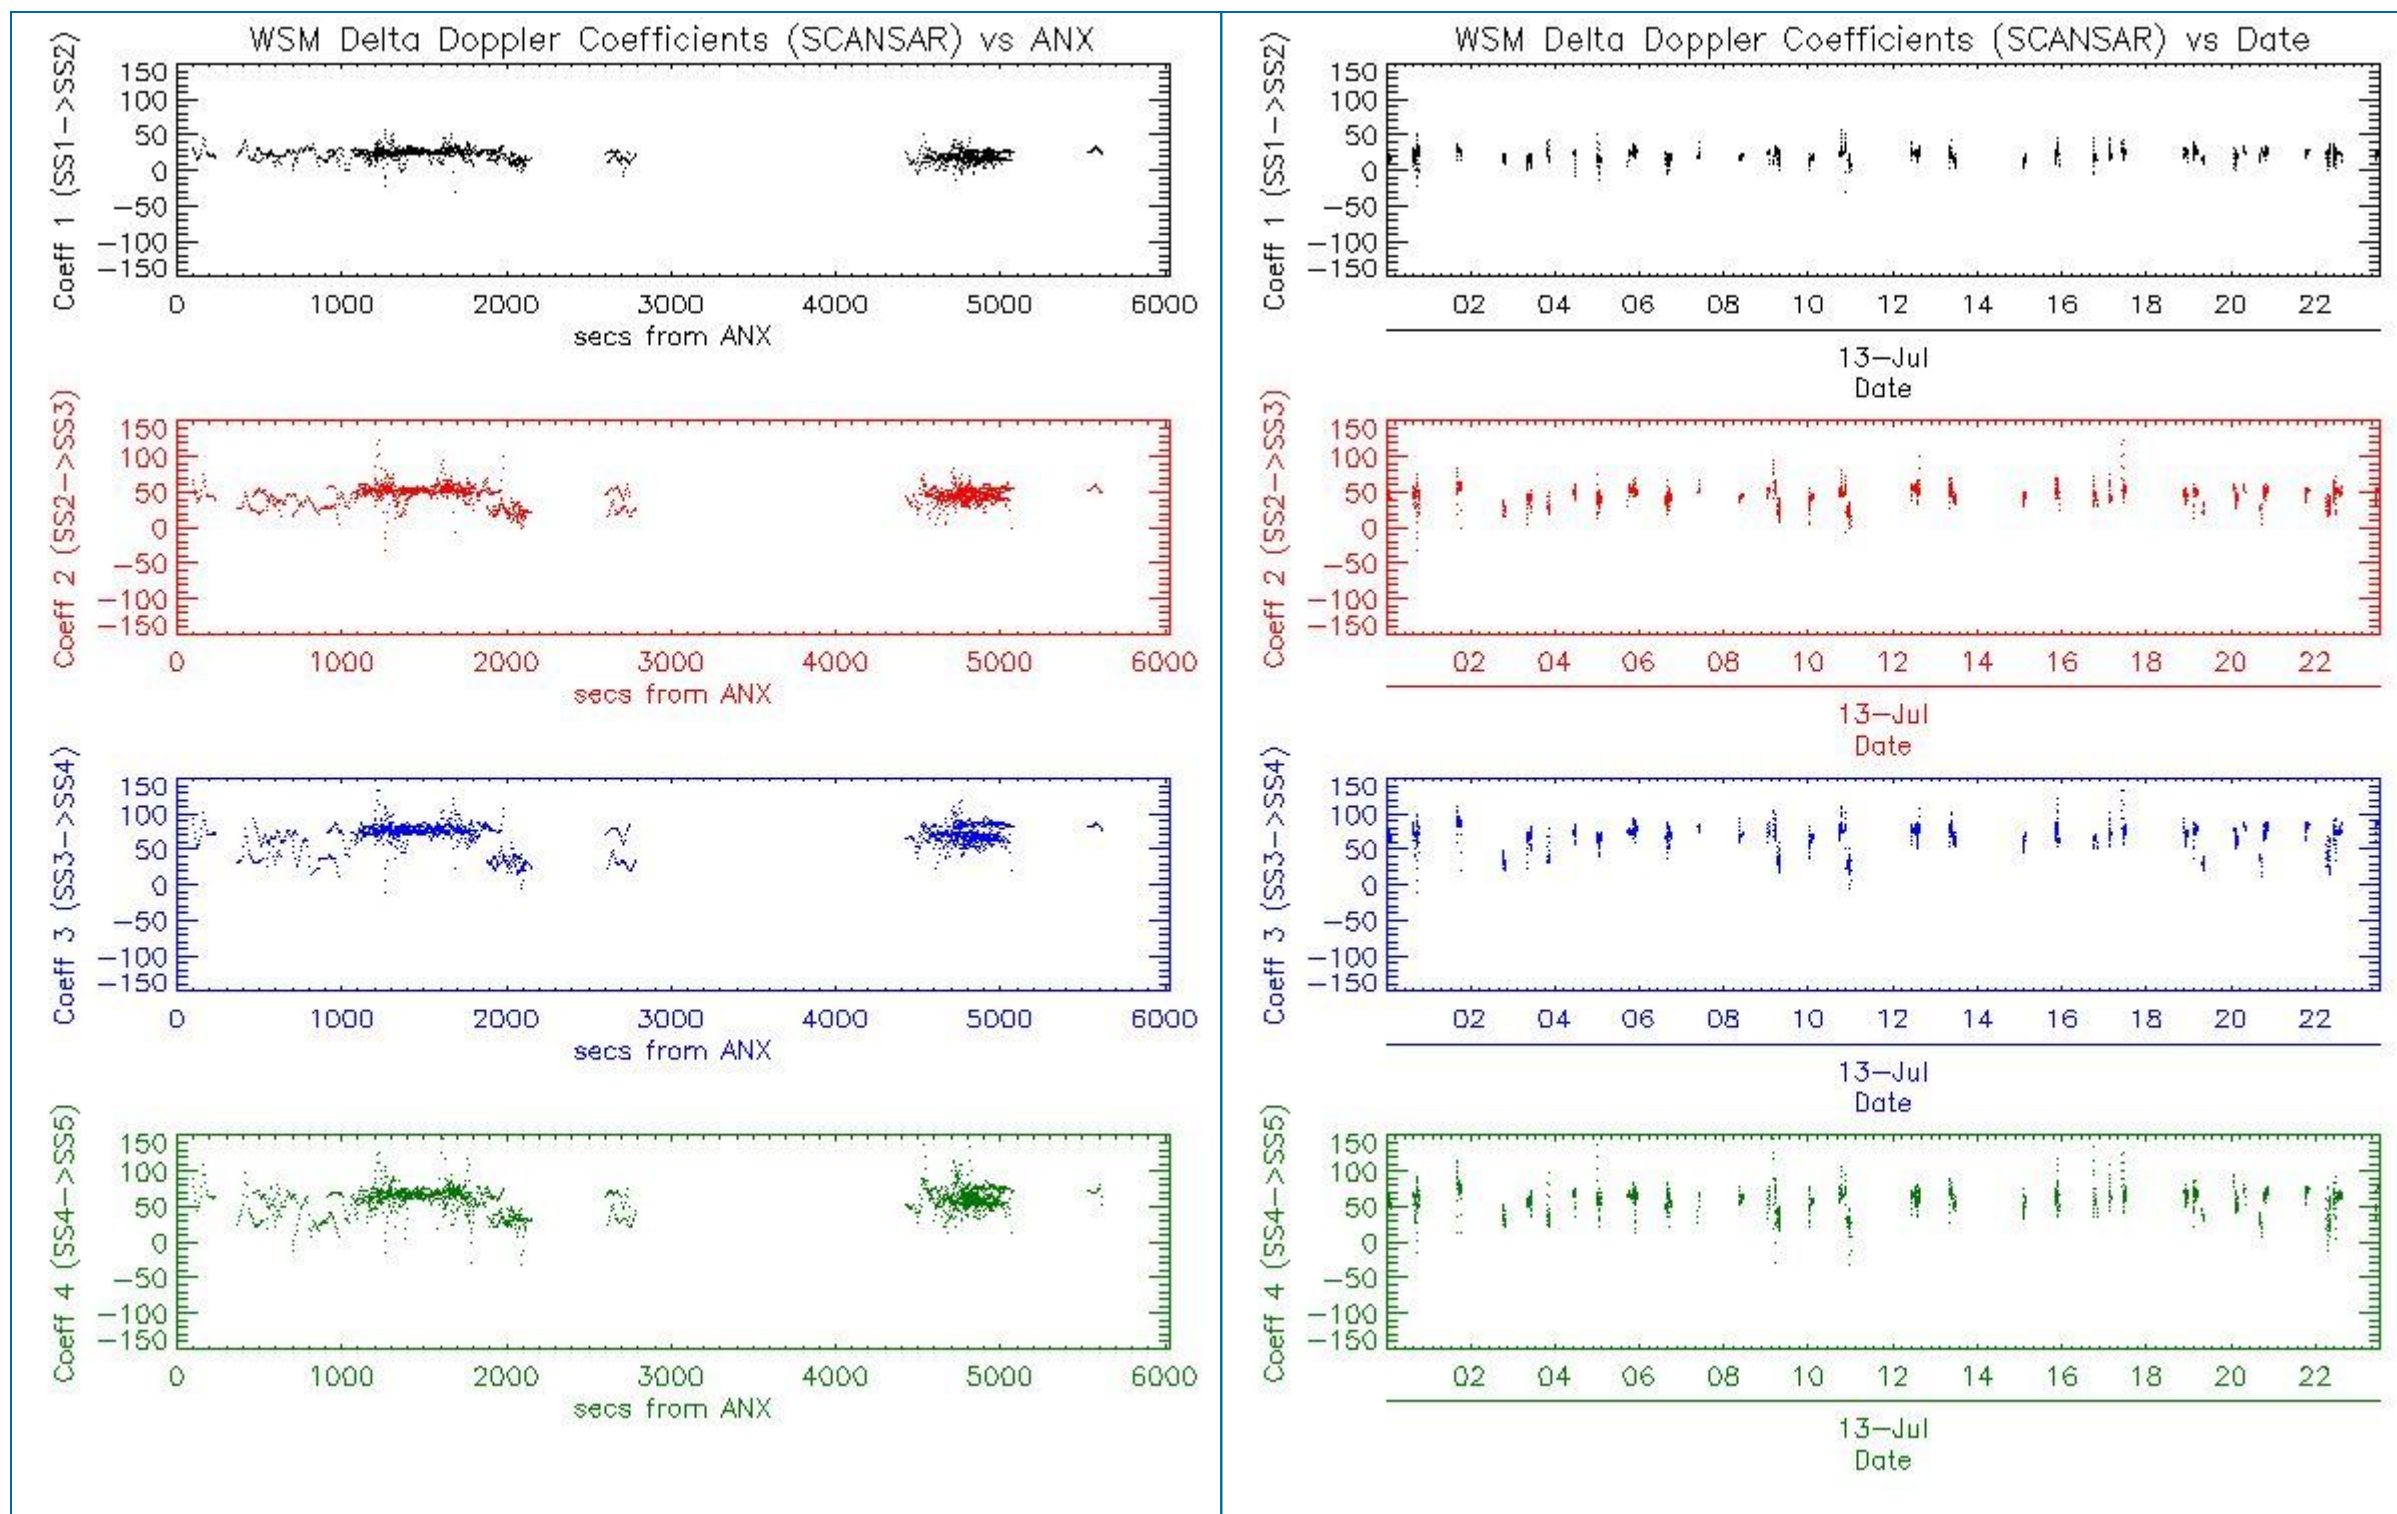 WSM Delta Doppler Coefficients (SCANSAR) vs ANX
Coeff 1 (SS1->SS2)
150
100
50
0
-50
-100
-150
0 1000 2000 3000 4000 5000 6000
secs from ANX
Coeff 2 (SS2->SS3)
150
100
50
0
-50
-100
-150
0 1000 2000 3000 4000 5000 6000
secs from ANX
Coeff 3 (SS3->SS4)
150
100
50
0
-50
-100
-150
0 1000 2000 3000 4000 5000 6000
secs from ANX
Coeff 4 (SS4->SS5)
150
100
50
0
-50
-100
-150
0 1000 2000 3000 4000 5000 6000
secs from ANX
WSM Delta Doppler Coefficients (SCANSAR) vs Date
Coeff 1 (SS1->SS2)
150
100
50
0
-50
-100
-150
02 04 06 08 10 12 14 16 18 20 22
13-Jul
Date
Coeff 2 (SS2->SS3)
150
100
50
0
-50
-100
-150
02 04 06 08 10 12 14 16 18 20 22
13-Jul
Date
Coeff 3 (SS3->SS4)
150
100
50
0
-50
-100
-150
02 04 06 08 10 12 14 16 18 20 22
13-Jul
Date
Coeff 4 (SS4->SS5)
150
100
50
0
-50
-100
-150
02 04 06 08 10 12 14 16 18 20 22
13-Jul
Date